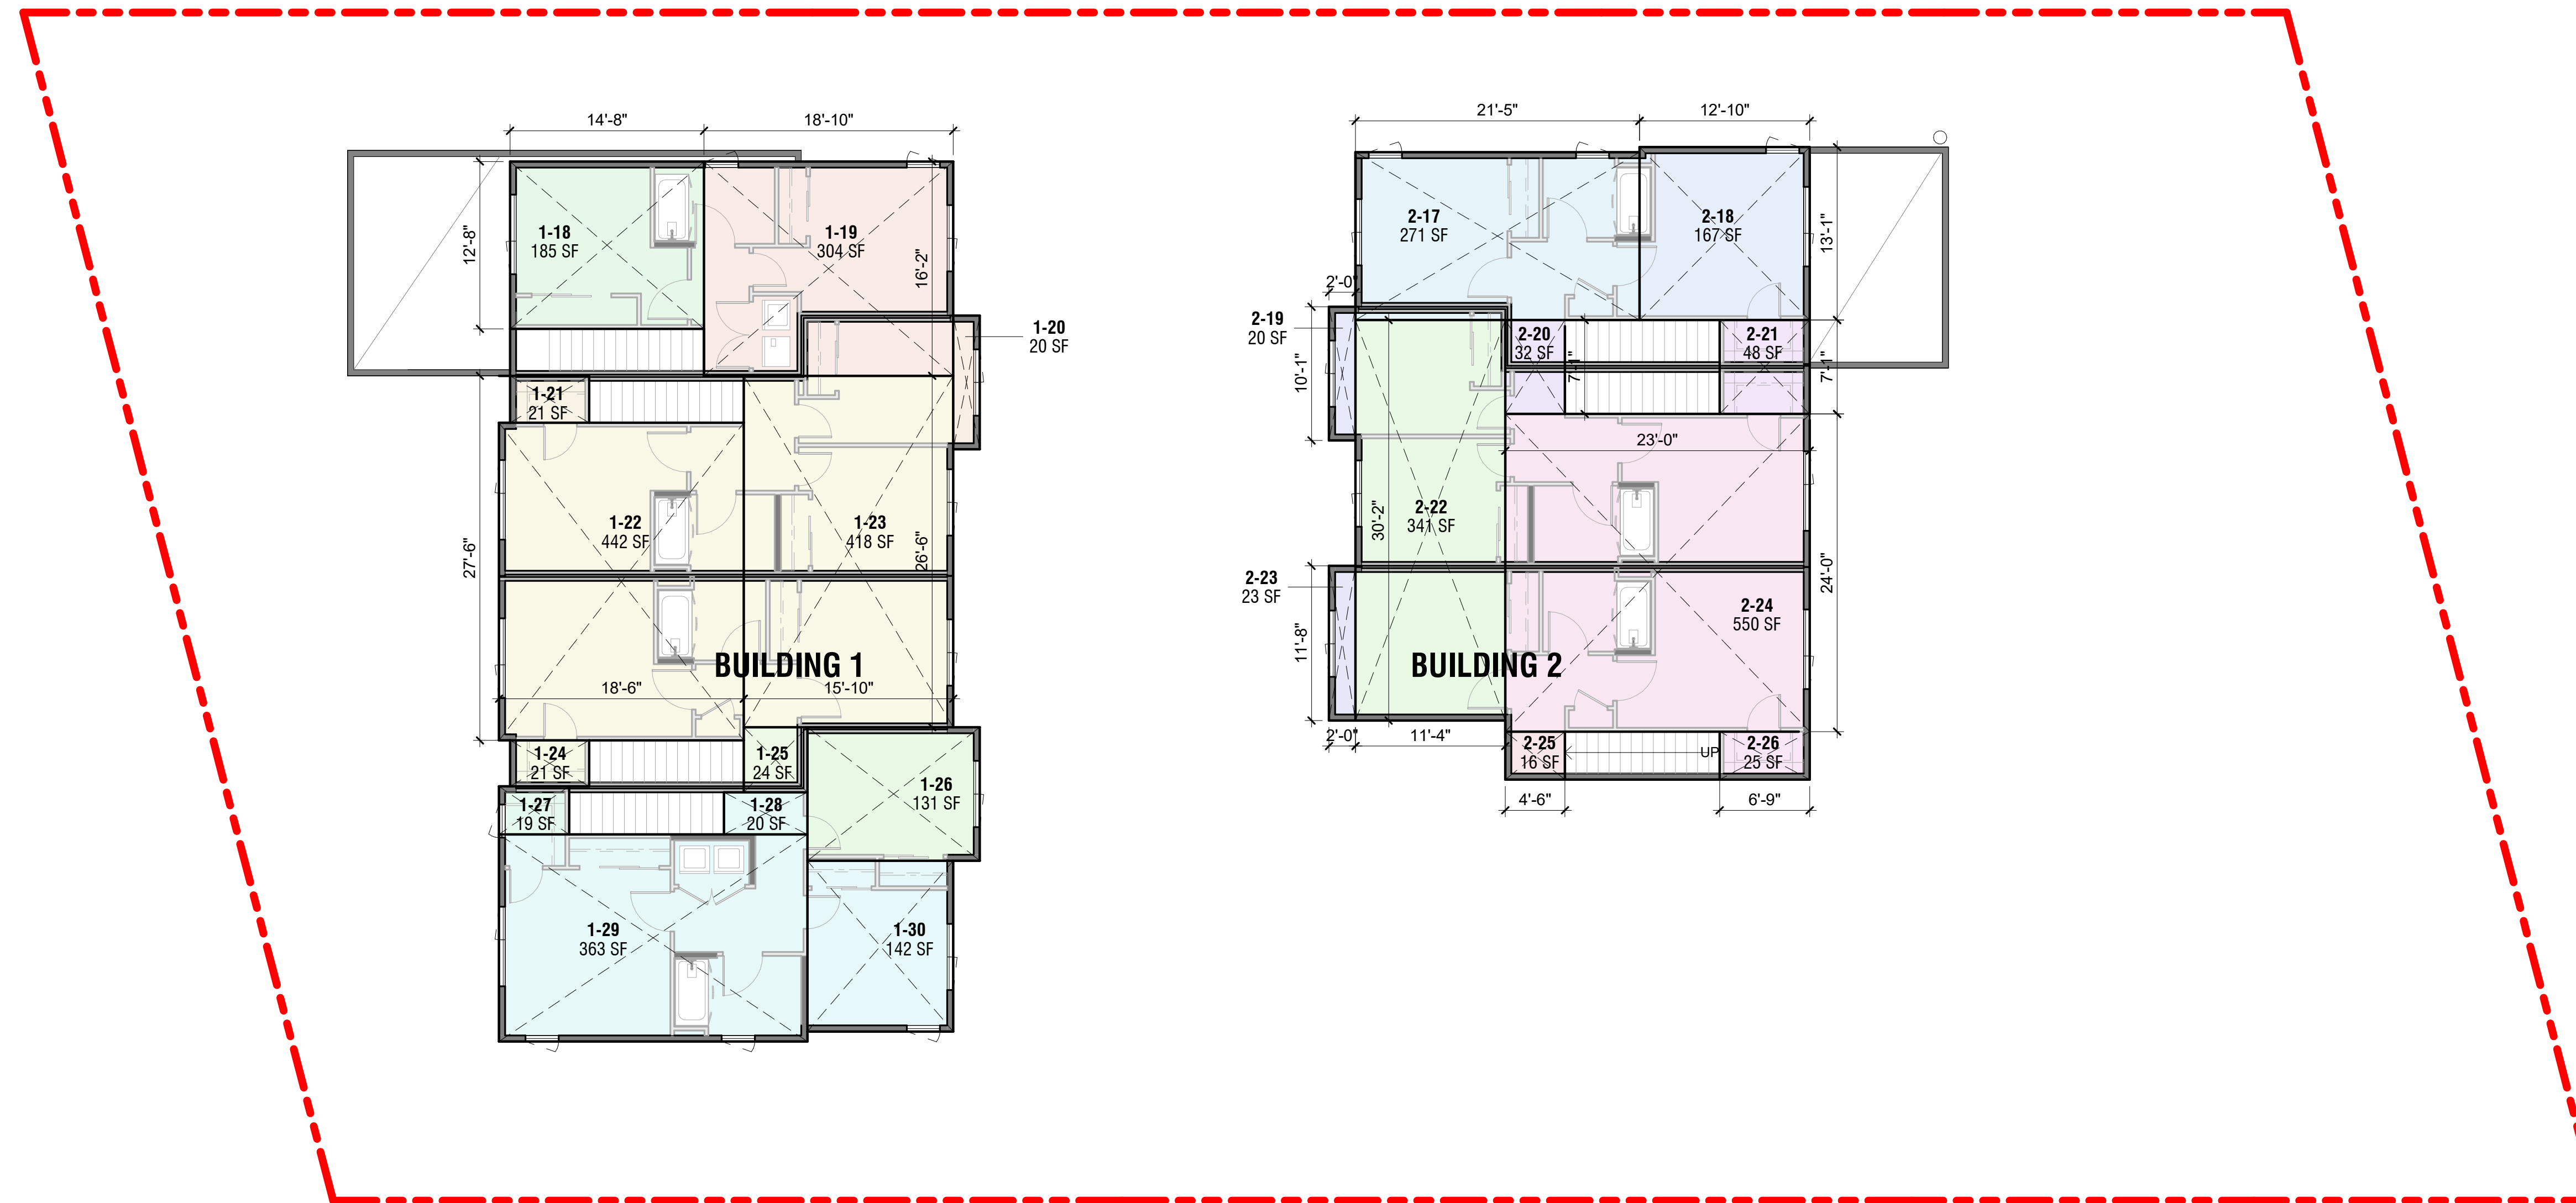 14'-8"
18'-10"
12'-8"
1-18
185 SF
1-19
304 SF
16'-2"
1-20
20 SF
1-21
21 SF
1-22
442 SF
1-23
418 SF
27'-6"
26'-6"
BUILDING 1
18'-6"
15'-10"
1-24
21 SF
1-25
24 SF
1-26
131 SF
1-27
19 SF
1-28
20 SF
1-29
363 SF
1-30
142 SF
21'-5"
12'-10"
2-17
271 SF
2-18
167 SF
13'-1"
2'-0"
2-19
20 SF
2-20
32 SF
2-21
48 SF
10'-1"
7'-1"
7'-1"
23'-0"
2-22
341 SF
30'-2"
24'-0"
2-23
23 SF
2-24
550 SF
11'-8"
BUILDING 2
2'-0"
11'-4"
2-25
16 SF
UP
2-26
25 SF
4'-6"
6'-9"